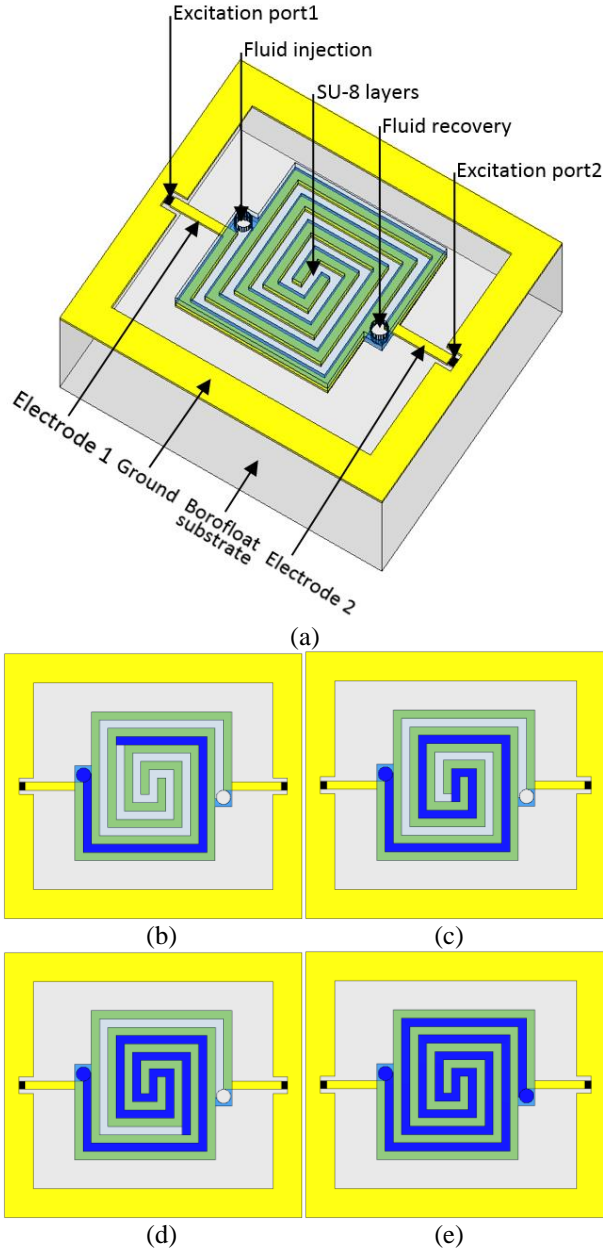 Excitation port1
Fluid injection
SU-8 layers
Fluid recovery
Excitation port2
Electrode 1
Ground
Borofloat
substrate
Electrode 2
(a)
(b)
(c)
(d)
(e)